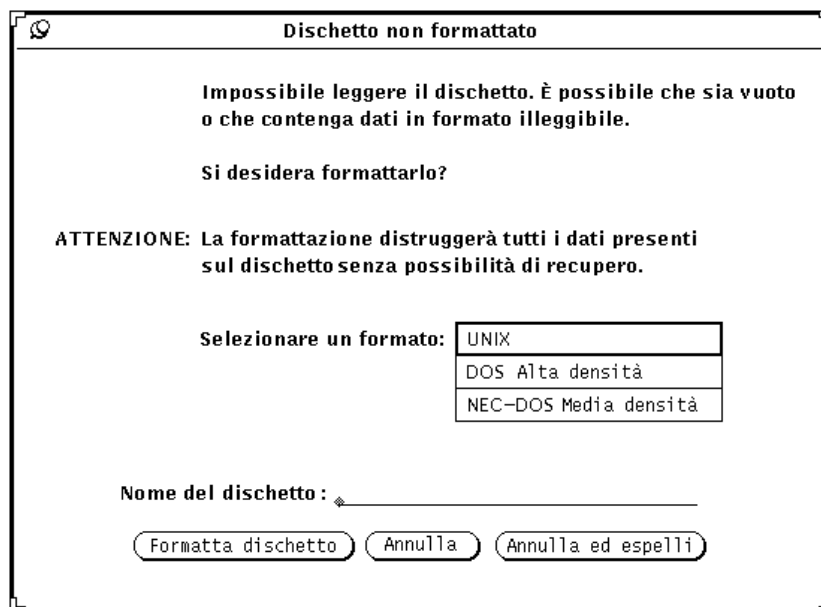 Dischetto non formattato
Impossibile leggere il dischetto. È possibile che sia vuoto
o che contenga dati in formato illeggibile.
Si desidera formattarlo?
ATTENZIONE: La formattazione distruggerà tutti i dati presenti
sul dischetto senza possibilità di recupero.
Selezionare un formato: UNIX
DOS Alta densità
NEC-DOS Media densità
Nome del dischetto:
Formatta dischetto Annulla Annulla ed espelli